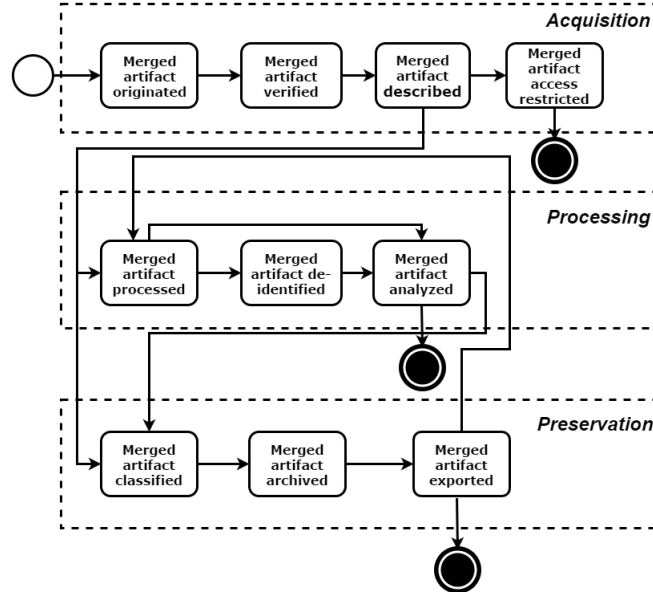 Acquisition
Merged
artifact
originated
Merged
artifact
verified
Merged
artifact
described
Merged
artifact
access
restricted
Processing
Merged
artifact
processed
Merged
artifact de-
identified
Merged
artifact
analyzed
Preservation
Merged
artifact
classified
Merged
artifact
archived
Merged
artifact
exported